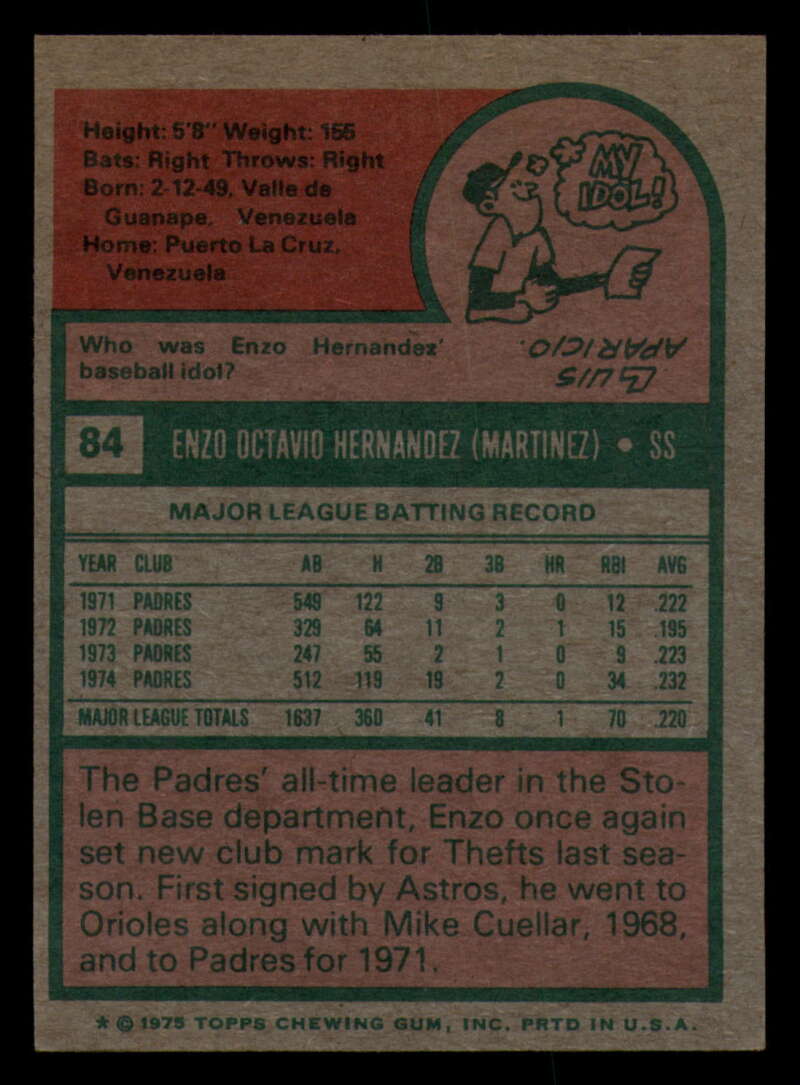 Height: 5'8" Weight: 155
Bats: Right Throws: Right
Born: 2-12-49, Valle de
Guanape, Venezuela
Home: Puerto La Cruz,
Venezuela
MY
IDOL!
Who was Enzo Hernandez'
baseball idol?
LUIS
APARICIO.
84 ENZO OCTAVIO HERNANDEZ (MARTINEZ) • SS
MAJOR LEAGUE BATTING RECORD
YEAR CLUB AB H 2B 3B HR RBI AVG
1971 PADRES 549 122 9 3 0 12 .222
1972 PADRES 329 64 11 2 1 15 .195
1973 PADRES 247 55 2 1 0 9 .223
1974 PADRES 512 119 19 2 0 34 .232
MAJOR LEAGUE TOTALS 1637 360 41 8 1 70 .220
The Padres' all-time leader in the Sto-
len Base department, Enzo once again
set new club mark for Thefts last sea-
son. First signed by Astros, he went to
Orioles along with Mike Cuellar, 1968,
and to Padres for 1971.
* © 1975 TOPPS CHEWING GUM, INC. PRTD IN U.S.A.